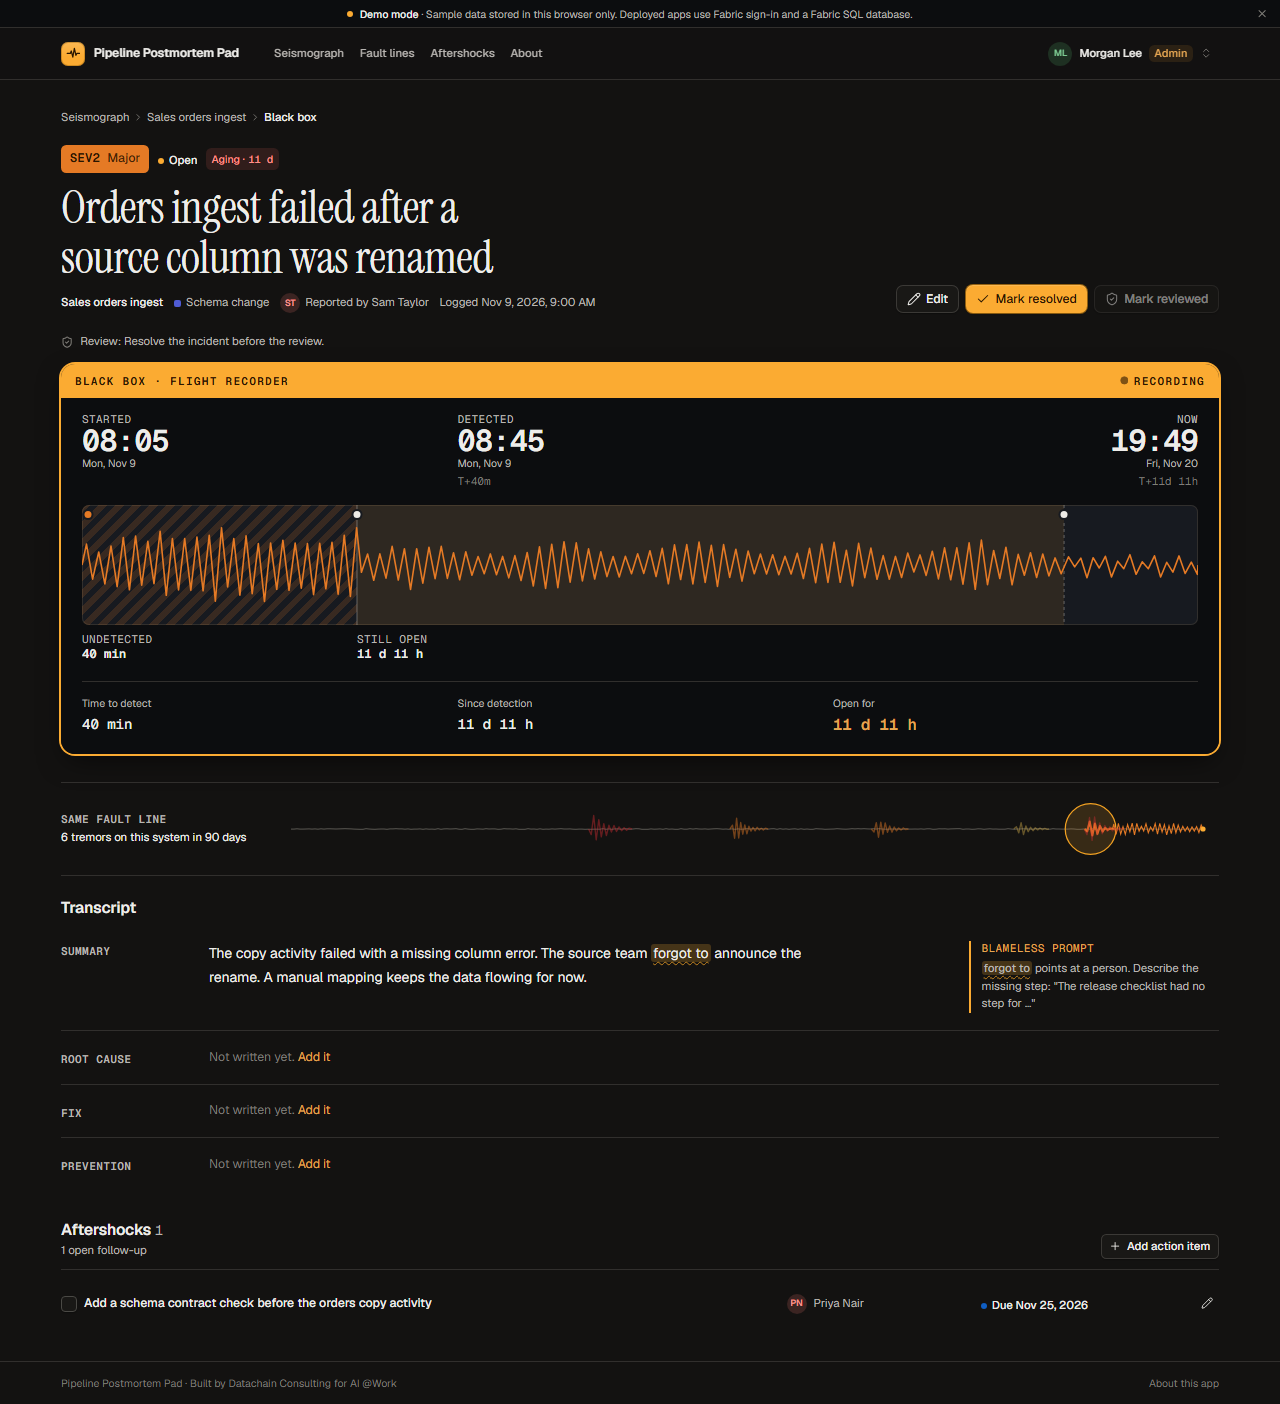 Demo mode · Sample data stored in this browser only. Deployed apps use Fabric sign-in and a Fabric SQL database.
Pipeline Postmortem Pad
Seismograph
Fault lines
Aftershocks
About
ML
Morgan Lee
Admin
Seismograph
Sales orders ingest
Black box
SEV2 Major
Open
Aging · 11 d
Orders ingest failed after a
source column was renamed
Sales orders ingest
Schema change
ST
Reported by Sam Taylor
Logged Nov 9, 2026, 9:00 AM
Edit
Mark resolved
Mark reviewed
Review: Resolve the incident before the review.
BLACK BOX · FLIGHT RECORDER
RECORDING
STARTED
08:05
Mon, Nov 9
DETECTED
08:45
Mon, Nov 9
T+40m
NOW
19:49
Fri, Nov 20
T+11d 11h
UNDETECTED
40 min
STILL OPEN
11 d 11 h
Time to detect
40 min
Since detection
11 d 11 h
Open for
11 d 11 h
SAME FAULT LINE
6 tremors on this system in 90 days
Transcript
SUMMARY
The copy activity failed with a missing column error. The source team forgot to announce the
rename. A manual mapping keeps the data flowing for now.
BLAMELESS PROMPT
forgot to points at a person. Describe the
missing step: "The release checklist had no
step for …"
ROOT CAUSE
Not written yet. Add it
FIX
Not written yet. Add it
PREVENTION
Not written yet. Add it
Aftershocks 1
1 open follow-up
Add action item
Add a schema contract check before the orders copy activity
PN
Priya Nair
Due Nov 25, 2026
Pipeline Postmortem Pad · Built by Datachain Consulting for AI @Work
About this app